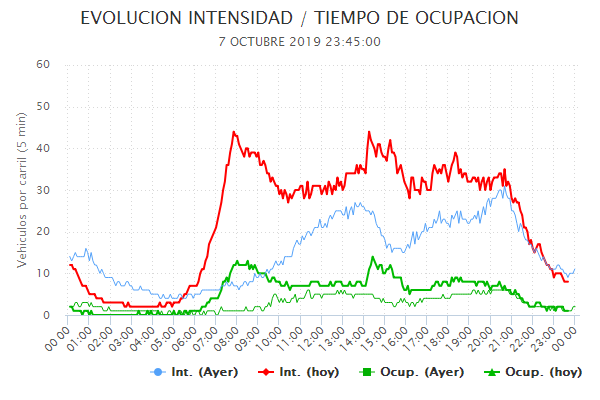 EVOLUCION INTENSIDAD / TIEMPO DE OCUPACION
7 OCTUBRE 2019 23:45:00
Vehiculos por carril (5 min)
60
50
40
30
20
10
0
00:00 01:00 02:00 03:00 04:00 05:00 06:00 07:00 08:00 09:00 10:00 11:00 12:00 13:00 14:00 15:00 16:00 17:00 18:00 19:00 20:00 21:00 22:00 23:00 00:00
Int. (Ayer) Int. (hoy) Ocup. (Ayer) Ocup. (hoy)